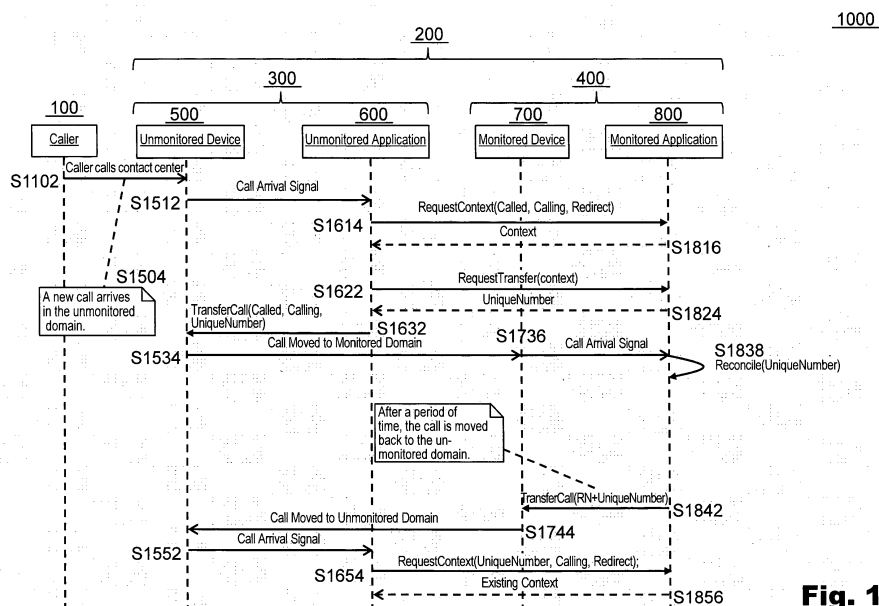 1000
200
300
400
100
500
600
700
800
Caller
Unmonitored Device
Unmonitored Application
Monitored Device
Monitored Application
Caller calls contact center
S1102
Call Arrival Signal
S1512
RequestContext(Called, Calling, Redirect)
S1614
Context
S1816
S1504
A new call arrives
in the unmonitored
domain.
RequestTransfer(context)
S1622
UniqueNumber
S1824
TransferCall(Called, Calling,
UniqueNumber)
S1632
S1736
Call Moved to Monitored Domain
S1534
Call Arrival Signal
S1838
Reconcile(UniqueNumber)
After a period of
time, the call is moved
back to the un-
monitored domain.
TransferCall(RN+UniqueNumber)
S1842
Call Moved to Unmonitored Domain
S1744
Call Arrival Signal
S1552
RequestContext(UniqueNumber, Calling, Redirect);
S1654
Existing Context
S1856
Fig. 1